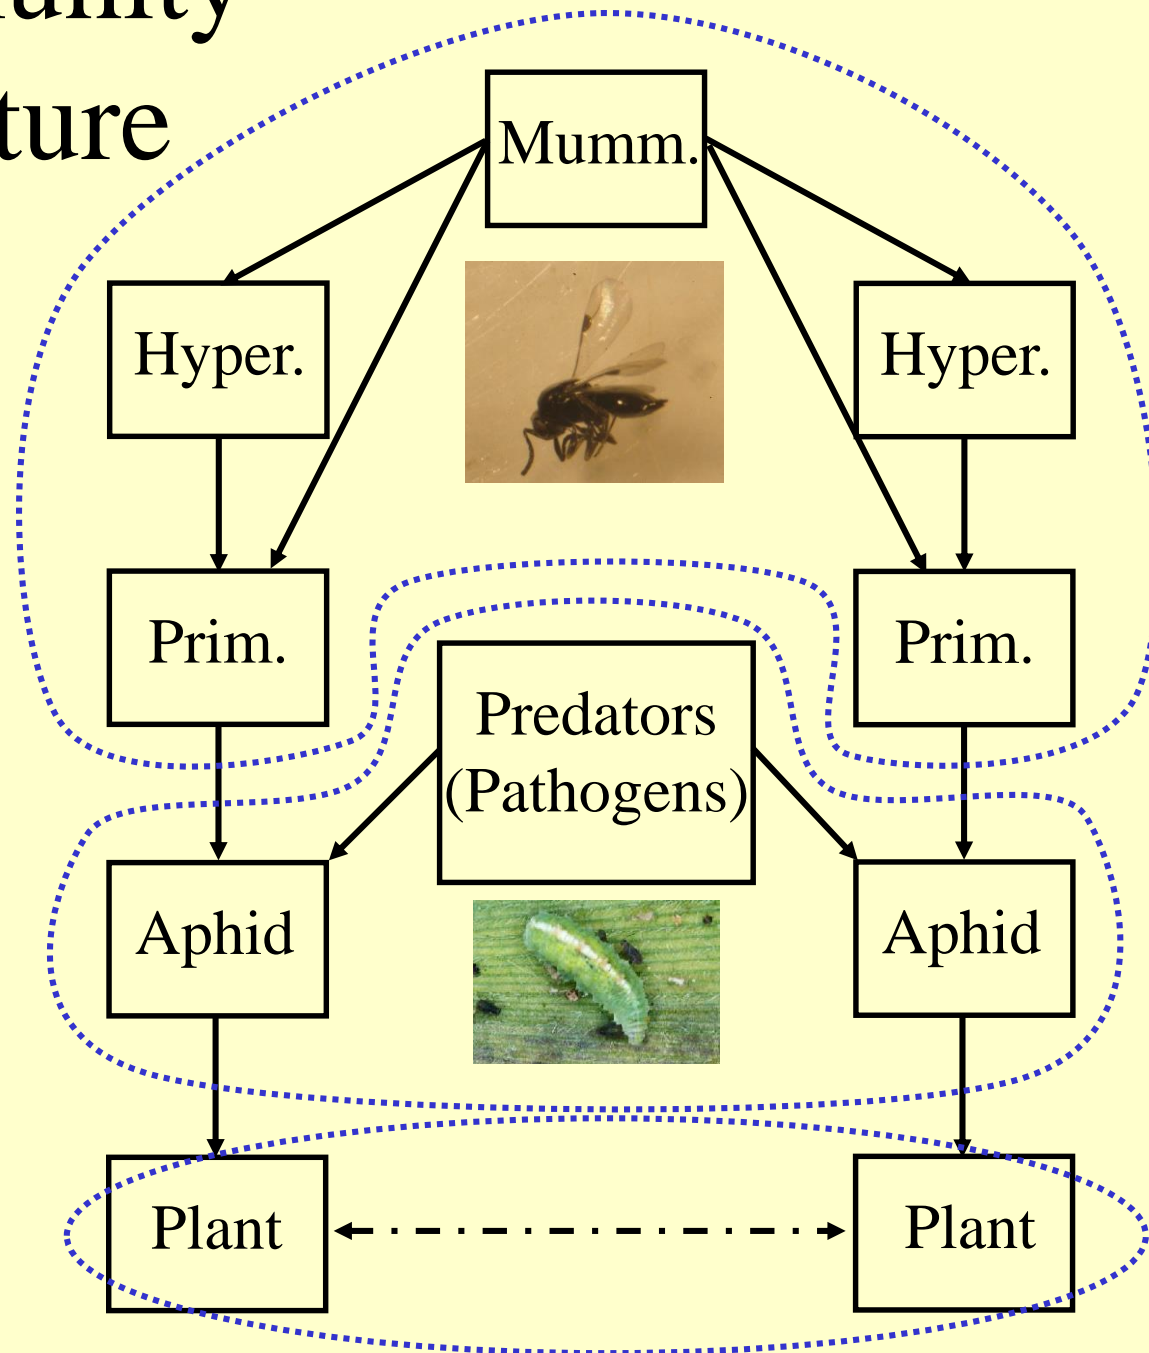 ture
Mumm.
Hyper.
Hyper.
Prim.
Prim.
Predators
(Pathogens)
Aphid
Aphid
Plant
Plant